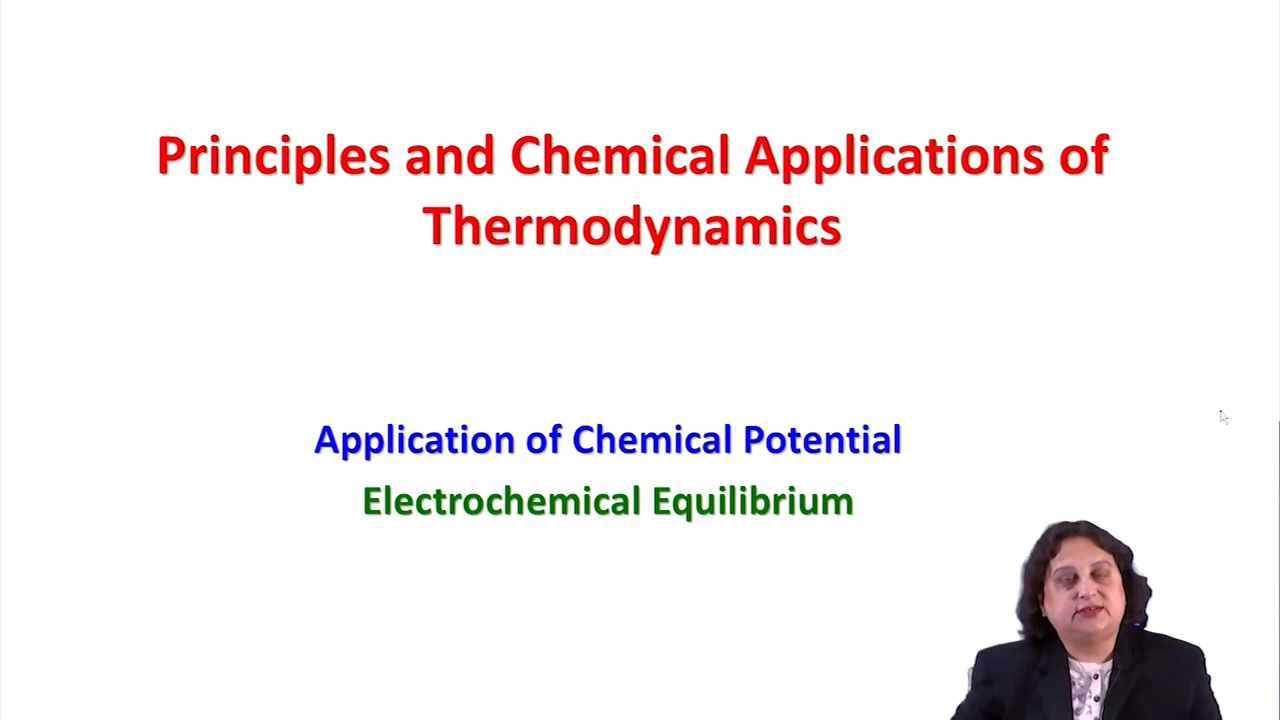 Principles and Chemical Applications of
Thermodynamics
Application of Chemical Potential
Electrochemical Equilibrium